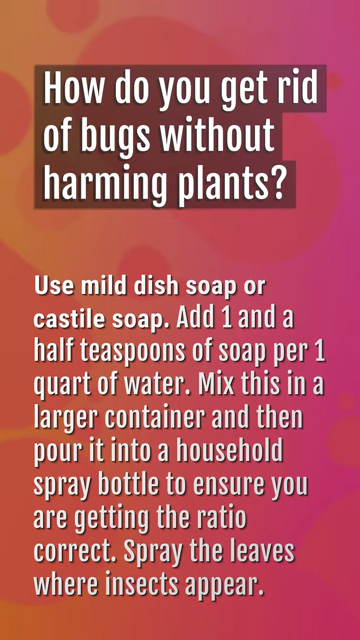 How do you get rid
of bugs without
harming plants?
Use mild dish soap or
castile soap. Add 1 and a
half teaspoons of soap per 1
quart of water. Mix this in a
larger container and then
pour it into a household
spray bottle to ensure you
are getting the ratio
correct. Spray the leaves
where insects appear.